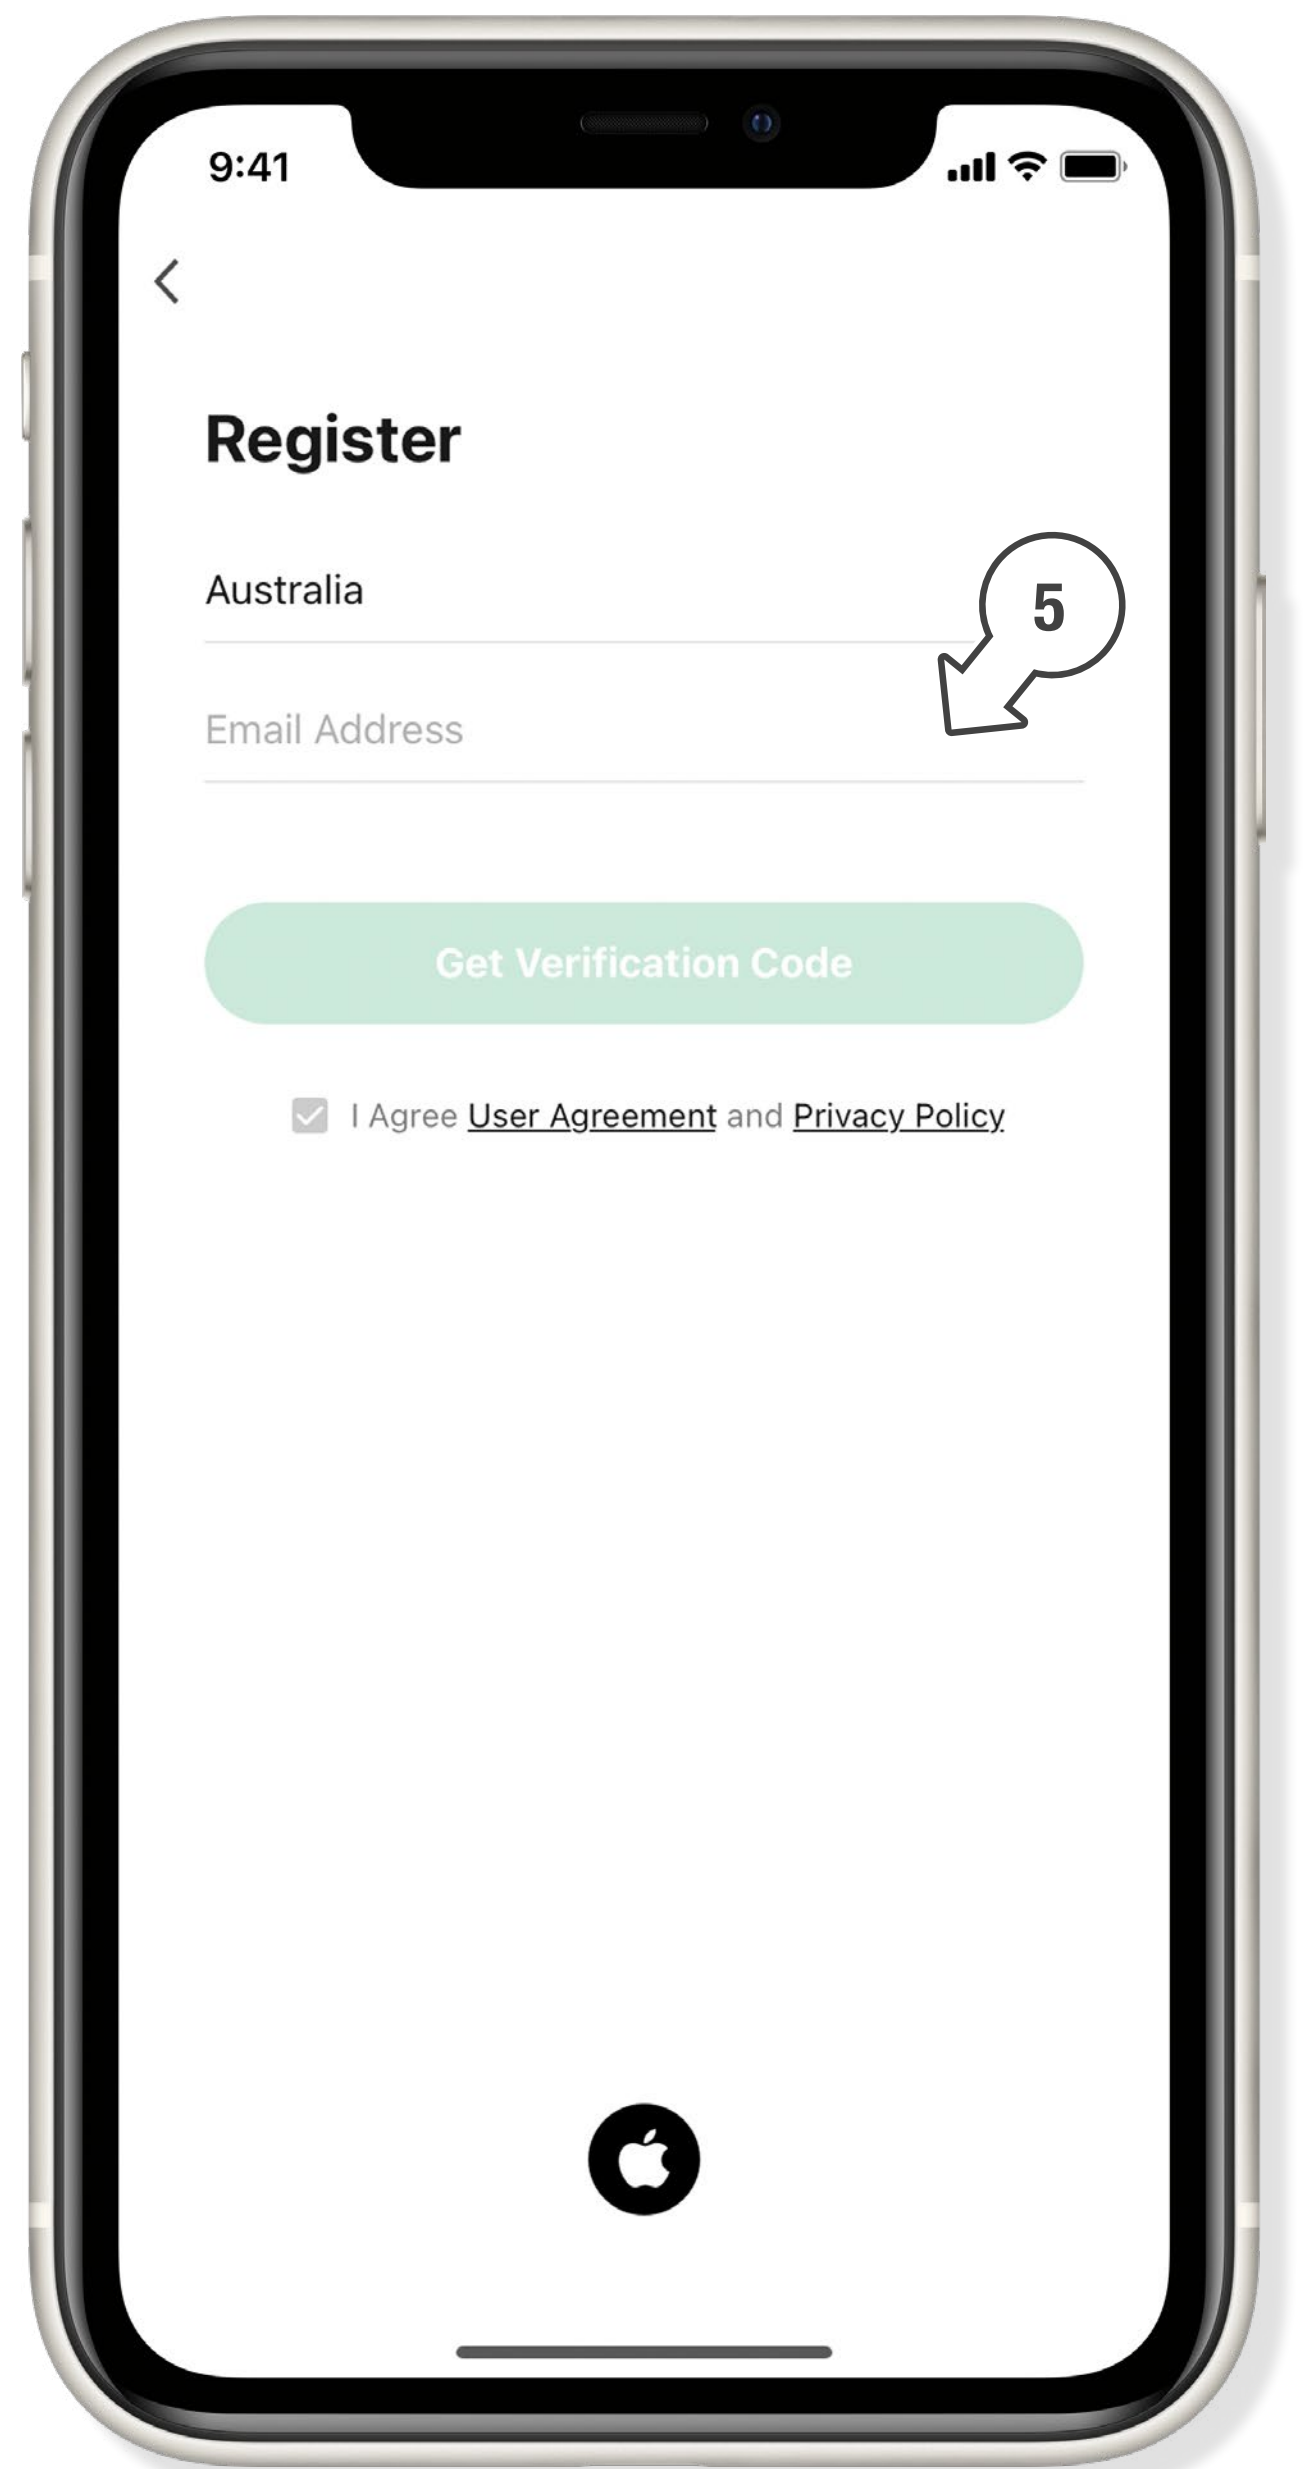 9:41
Register
Australia
5
Email Address
Get Verification Code
I Agree User Agreement and Privacy Policy